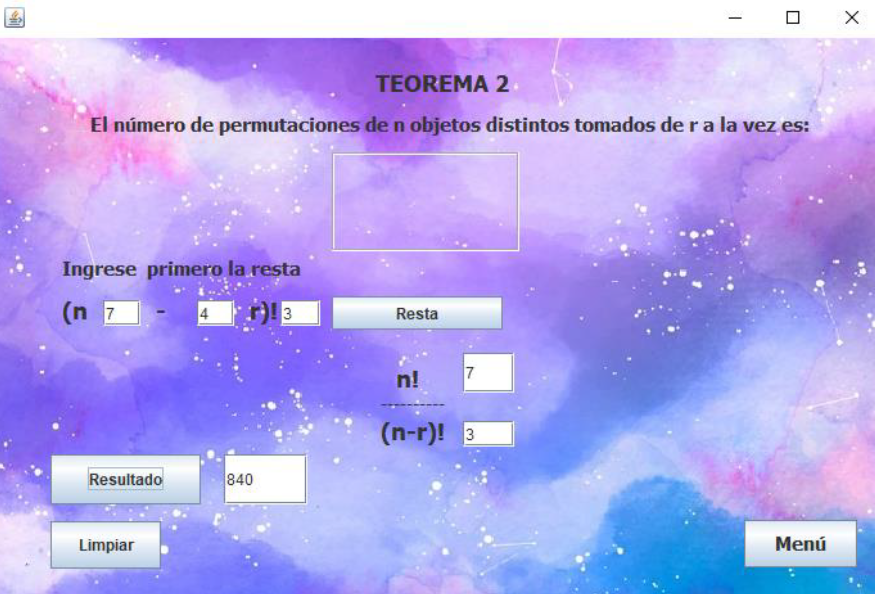 TEOREMA 2
El número de permutaciones de n objetos distintos tomados de r a la vez es:
Ingrese primero la resta
(n 7 - 4 r)! 3 Resta
n! 7
----------
(n-r)! 3
Resultado 840
Limpiar
Menú